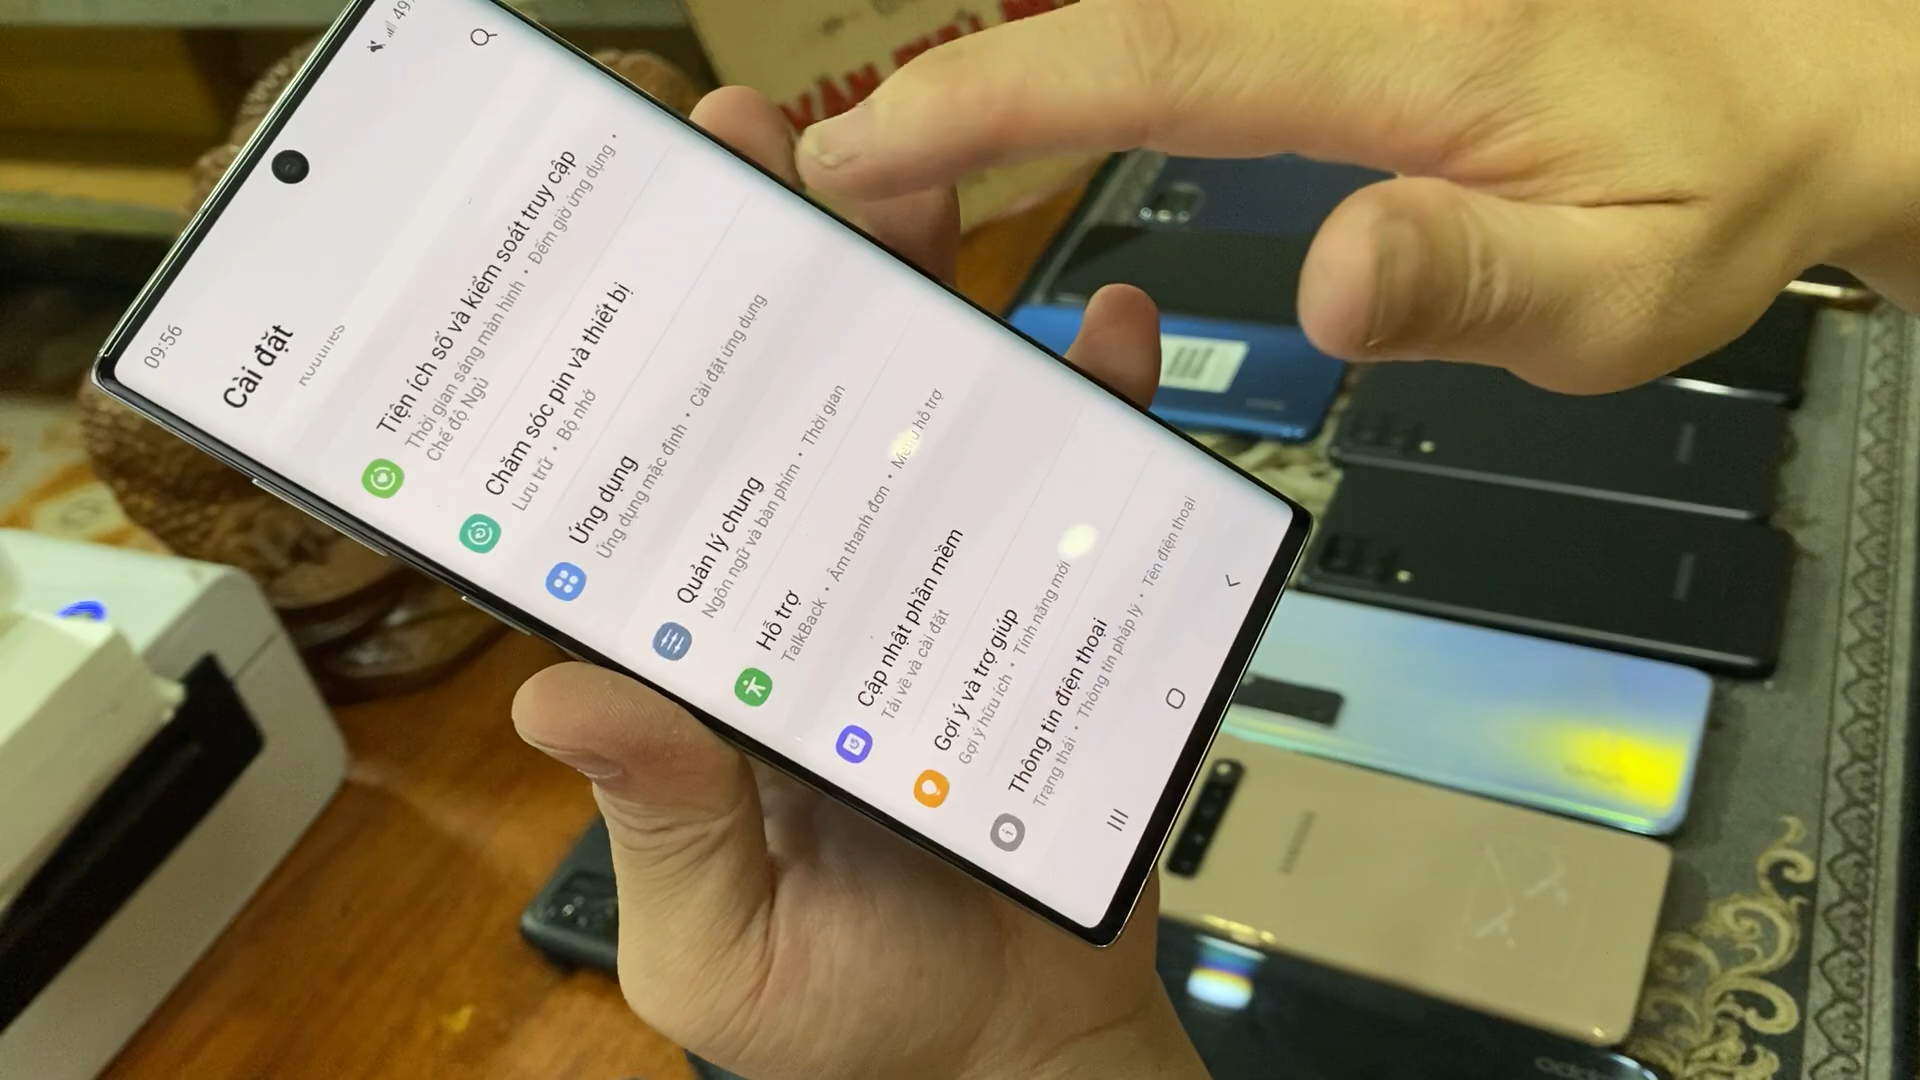 09:56
49
Cài đặt
Routines
Tiện ích số và kiểm soát truy cập
Thời gian sáng màn hình • Đếm giờ ứng dụng •
Chế độ Ngủ
Chăm sóc pin và thiết bị
Lưu trữ • Bộ nhớ
Ứng dụng
Ứng dụng mặc định • Cài đặt ứng dụng
Quản lý chung
Ngôn ngữ và bàn phím • Thời gian
Hỗ trợ
TalkBack • Âm thanh đơn • Menu hỗ trợ
Cập nhật phần mềm
Tải về và cài đặt
Gợi ý và trợ giúp
Gợi ý hữu ích • Tính năng mới
Thông tin điện thoại
Trạng thái • Thông tin pháp lý • Tên điện thoại